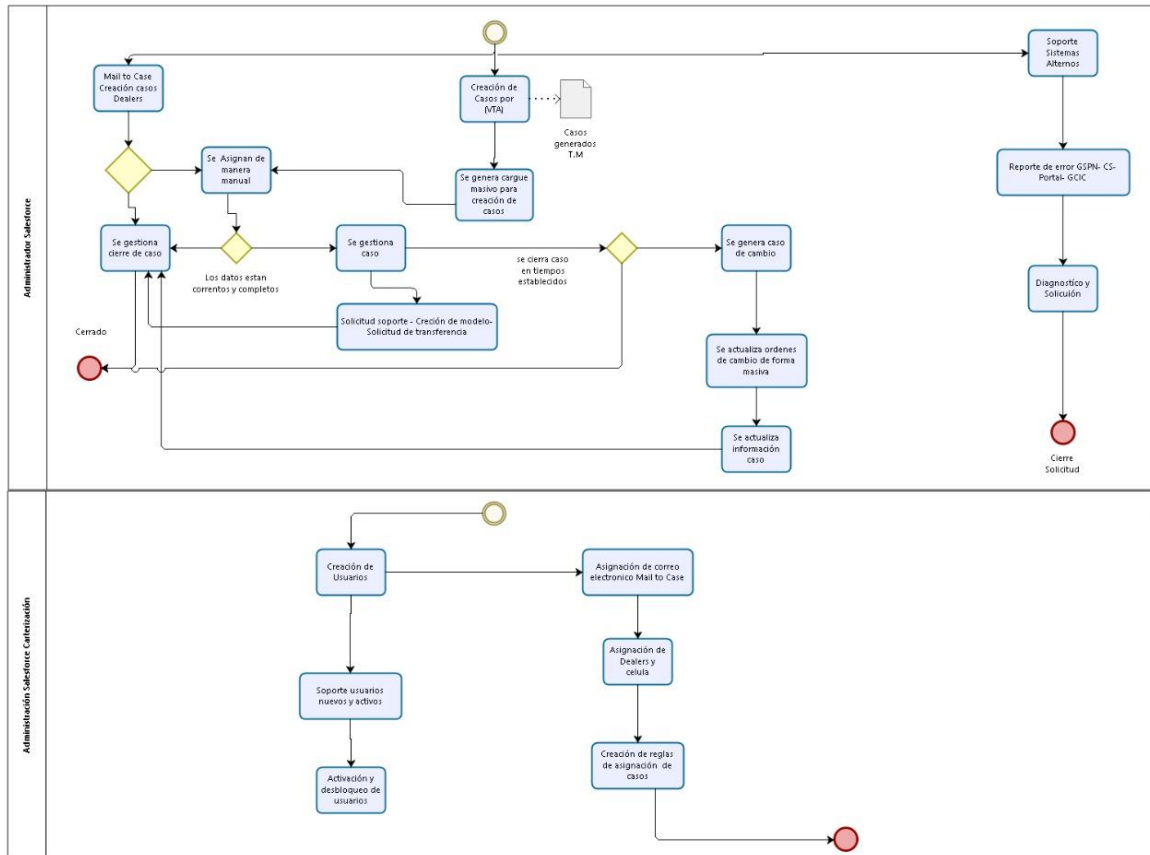 Administrador Salesforce
Mail to Case
Creación casos
Dealers
Creación de
Casos por
(VTA)
Casos
generados
T.M
Soporte
Sistemas
Alternos
Se Asignan de
manera
manual
Se genera cargue
masivo para
creación de
casos
Reporte de error GSPN- CS-
Portal- GCIC
Se gestiona
cierre de caso
Los datos estan
correntos y completos
Se gestiona
caso
se cierra caso
en tiempos
establecidos
Se genera caso
de cambio
Diagnostíco y
Solicuión
Solicitud soporte - Creción de modelo-
Solicitud de transferencia
Cerrado
Se actualiza ordenes
de cambio de forma
masiva
Se actualiza
información
caso
Cierre
Solicitud
Administración Salesforce Carterización
Creación de
Usuarios
Asignación de correo
electronico Mail to Case
Asignación de
Dealers y
celula
Soporte usuarios
nuevos y activos
Creación de reglas
de asignación de
casos
Activación y
desbloqueo de
usuarios